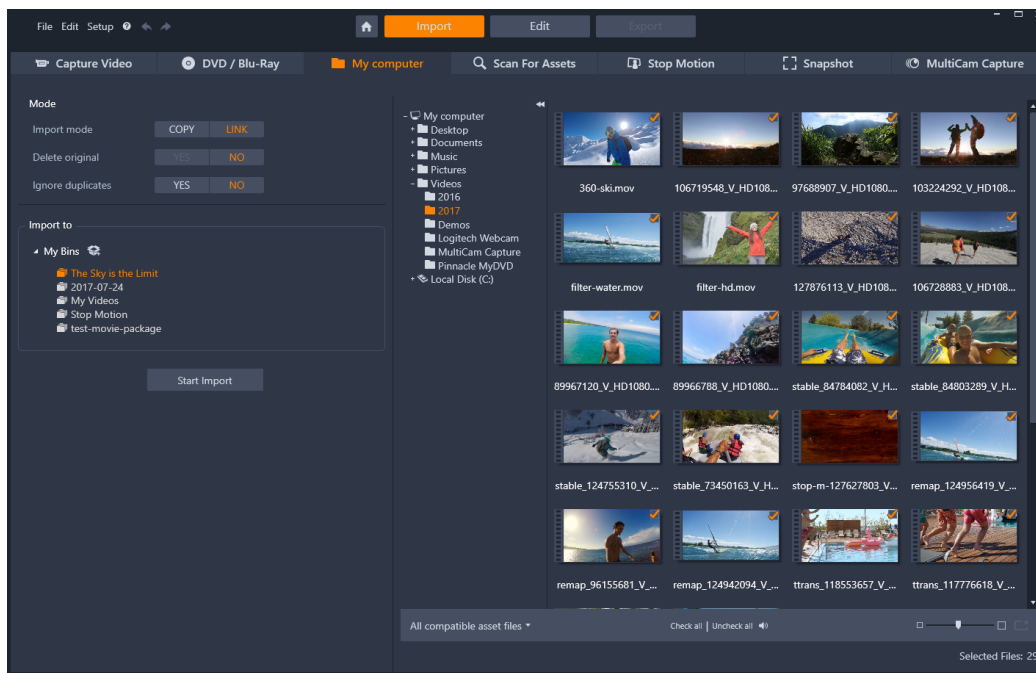 File Edit Setup ?
Import Edit Export
Capture Video DVD / Blu-Ray My computer Scan For Assets Stop Motion Snapshot MultiCam Capture
Mode
Import mode COPY LINK
Delete original YES NO
Ignore duplicates YES NO
Import to
My Bins
The Sky is the Limit
2017-07-24
My Videos
Stop Motion
test-movie-package
Start Import
My computer
Desktop
Documents
Music
Pictures
Videos
2016
2017
Demos
Logitech Webcam
MultiCam Capture
Pinnacle MyDVD
Local Disk (C:)
360-ski.mov 106719548_V_HD108... 97688907_V_HD1080.... 103224292_V_HD108...
filter-water.mov filter-hd.mov 127876113_V_HD108... 106728883_V_HD108...
89967120_V_HD1080.... 89966788_V_HD1080.... stable_84784082_V_H... stable_84803289_V_H...
stable_124755310_V_... stable_73450163_V_H... stop-m-127627803_V... remap_124956419_V...
remap_96155681_V_... remap_124942094_V... ttrans_118553657_V_... ttrans_117776618_V_...
All compatible asset files Check all | Uncheck all
Selected Files: 29